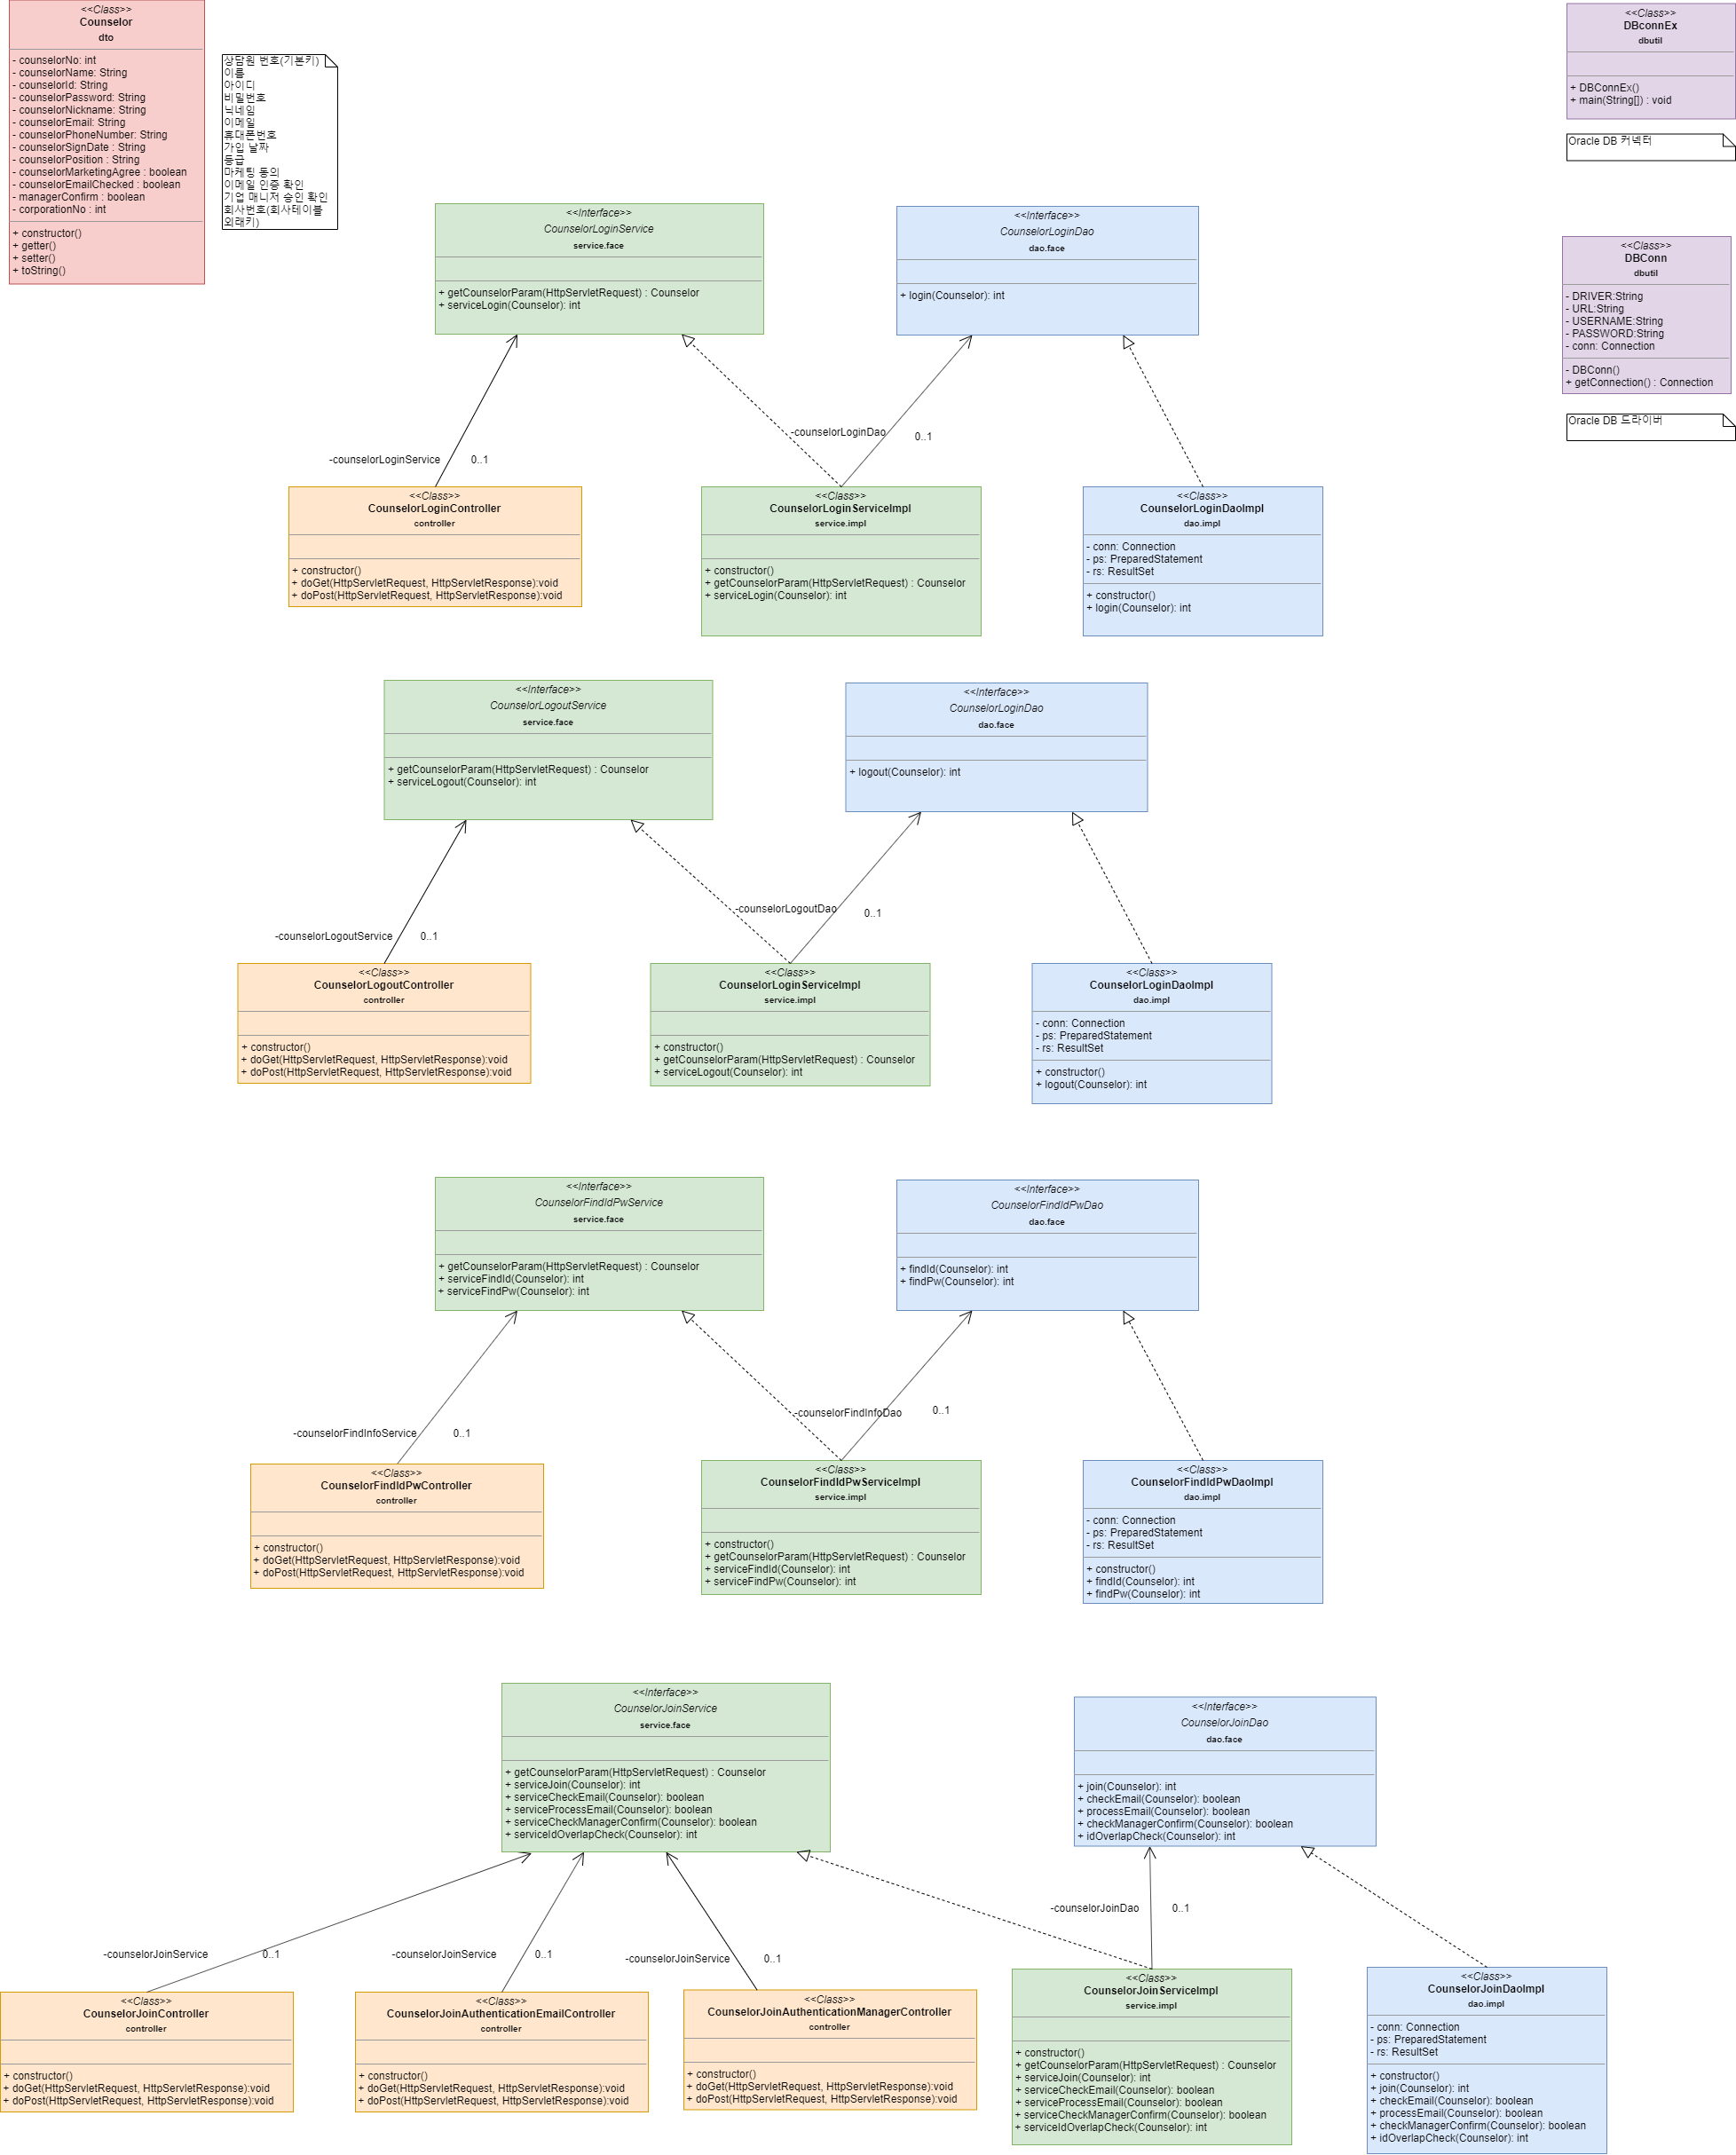 <<Class>>
Counselor
dto
- counselorNo: int
- counselorName: String
- counselorId: String
- counselorPassword: String
- counselorNickname: String
- counselorEmail: String
- counselorPhoneNumber: String
- counselorSignDate : String
- counselorPosition : String
- counselorMarketingAgree : boolean
- counselorEmailChecked : boolean
- managerConfirm : boolean
- corporationNo : int
+ constructor()
+ getter()
+ setter()
+ toString()
상담원 번호(기본키)
이름
아이디
비밀번호
닉네임
이메일
휴대폰번호
가입 날짜
등급
마케팅 동의
이메일 인증 확인
기업 매니저 승인 확인
회사번호(회사테이블
외래키)
<<Class>>
DBconnEx
dbutil
+ DBConnEx()
+ main(String[]) : void
Oracle DB 커넥터
<<Class>>
DBConn
dbutil
- DRIVER:String
- URL:String
- USERNAME:String
- PASSWORD:String
- conn: Connection
- DBConn()
+ getConnection() : Connection
Oracle DB 드라이버
<<Interface>>
CounselorLoginService
service.face
+ getCounselorParam(HttpServletRequest) : Counselor
+ serviceLogin(Counselor): int
<<Interface>>
CounselorLoginDao
dao.face
+ login(Counselor): int
-counselorLoginService
0..1
-counselorLoginDao
0..1
<<Class>>
CounselorLoginController
controller
+ constructor()
+ doGet(HttpServletRequest, HttpServletResponse):void
+ doPost(HttpServletRequest, HttpServletResponse):void
<<Class>>
CounselorLoginServiceImpl
service.impl
+ constructor()
+ getCounselorParam(HttpServletRequest) : Counselor
+ serviceLogin(Counselor): int
<<Class>>
CounselorLoginDaoImpl
dao.impl
- conn: Connection
- ps: PreparedStatement
- rs: ResultSet
+ constructor()
+ login(Counselor): int
<<Interface>>
CounselorLogoutService
service.face
+ getCounselorParam(HttpServletRequest) : Counselor
+ serviceLogout(Counselor): int
<<Interface>>
CounselorLoginDao
dao.face
+ logout(Counselor): int
-counselorLogoutService
0..1
-counselorLogoutDao
0..1
<<Class>>
CounselorLogoutController
controller
+ constructor()
+ doGet(HttpServletRequest, HttpServletResponse):void
+ doPost(HttpServletRequest, HttpServletResponse):void
<<Class>>
CounselorLoginServiceImpl
service.impl
+ constructor()
+ getCounselorParam(HttpServletRequest) : Counselor
+ serviceLogout(Counselor): int
<<Class>>
CounselorLoginDaoImpl
dao.impl
- conn: Connection
- ps: PreparedStatement
- rs: ResultSet
+ constructor()
+ logout(Counselor): int
<<Interface>>
CounselorFindIdPwService
service.face
+ getCounselorParam(HttpServletRequest) : Counselor
+ serviceFindId(Counselor): int
+ serviceFindPw(Counselor): int
<<Interface>>
CounselorFindIdPwDao
dao.face
+ findId(Counselor): int
+ findPw(Counselor): int
-counselorFindInfoService
0..1
-counselorFindInfoDao
0..1
<<Class>>
CounselorFindIdPwController
controller
+ constructor()
+ doGet(HttpServletRequest, HttpServletResponse):void
+ doPost(HttpServletRequest, HttpServletResponse):void
<<Class>>
CounselorFindIdPwServiceImpl
service.impl
+ constructor()
+ getCounselorParam(HttpServletRequest) : Counselor
+ serviceFindId(Counselor): int
+ serviceFindPw(Counselor): int
<<Class>>
CounselorFindIdPwDaoImpl
dao.impl
- conn: Connection
- ps: PreparedStatement
- rs: ResultSet
+ constructor()
+ findId(Counselor): int
+ findPw(Counselor): int
<<Interface>>
CounselorJoinService
service.face
+ getCounselorParam(HttpServletRequest) : Counselor
+ serviceJoin(Counselor): int
+ serviceCheckEmail(Counselor): boolean
+ serviceProcessEmail(Counselor): boolean
+ serviceCheckManagerConfirm(Counselor): boolean
+ serviceIdOverlapCheck(Counselor): int
<<Interface>>
CounselorJoinDao
dao.face
+ join(Counselor): int
+ checkEmail(Counselor): boolean
+ processEmail(Counselor): boolean
+ checkManagerConfirm(Counselor): boolean
+ idOverlapCheck(Counselor): int
-counselorJoinService
0..1
-counselorJoinService
0..1
-counselorJoinService
0..1
-counselorJoinDao
0..1
<<Class>>
CounselorJoinController
controller
+ constructor()
+ doGet(HttpServletRequest, HttpServletResponse):void
+ doPost(HttpServletRequest, HttpServletResponse):void
<<Class>>
CounselorJoinAuthenticationEmailController
controller
+ constructor()
+ doGet(HttpServletRequest, HttpServletResponse):void
+ doPost(HttpServletRequest, HttpServletResponse):void
<<Class>>
CounselorJoinAuthenticationManagerController
controller
+ constructor()
+ doGet(HttpServletRequest, HttpServletResponse):void
+ doPost(HttpServletRequest, HttpServletResponse):void
<<Class>>
CounselorJoinServiceImpl
service.impl
+ constructor()
+ getCounselorParam(HttpServletRequest) : Counselor
+ serviceJoin(Counselor): int
+ serviceCheckEmail(Counselor): boolean
+ serviceProcessEmail(Counselor): boolean
+ serviceCheckManagerConfirm(Counselor): boolean
+ serviceIdOverlapCheck(Counselor): int
<<Class>>
CounselorJoinDaoImpl
dao.impl
- conn: Connection
- ps: PreparedStatement
- rs: ResultSet
+ constructor()
+ join(Counselor): int
+ checkEmail(Counselor): boolean
+ processEmail(Counselor): boolean
+ checkManagerConfirm(Counselor): boolean
+ idOverlapCheck(Counselor): int